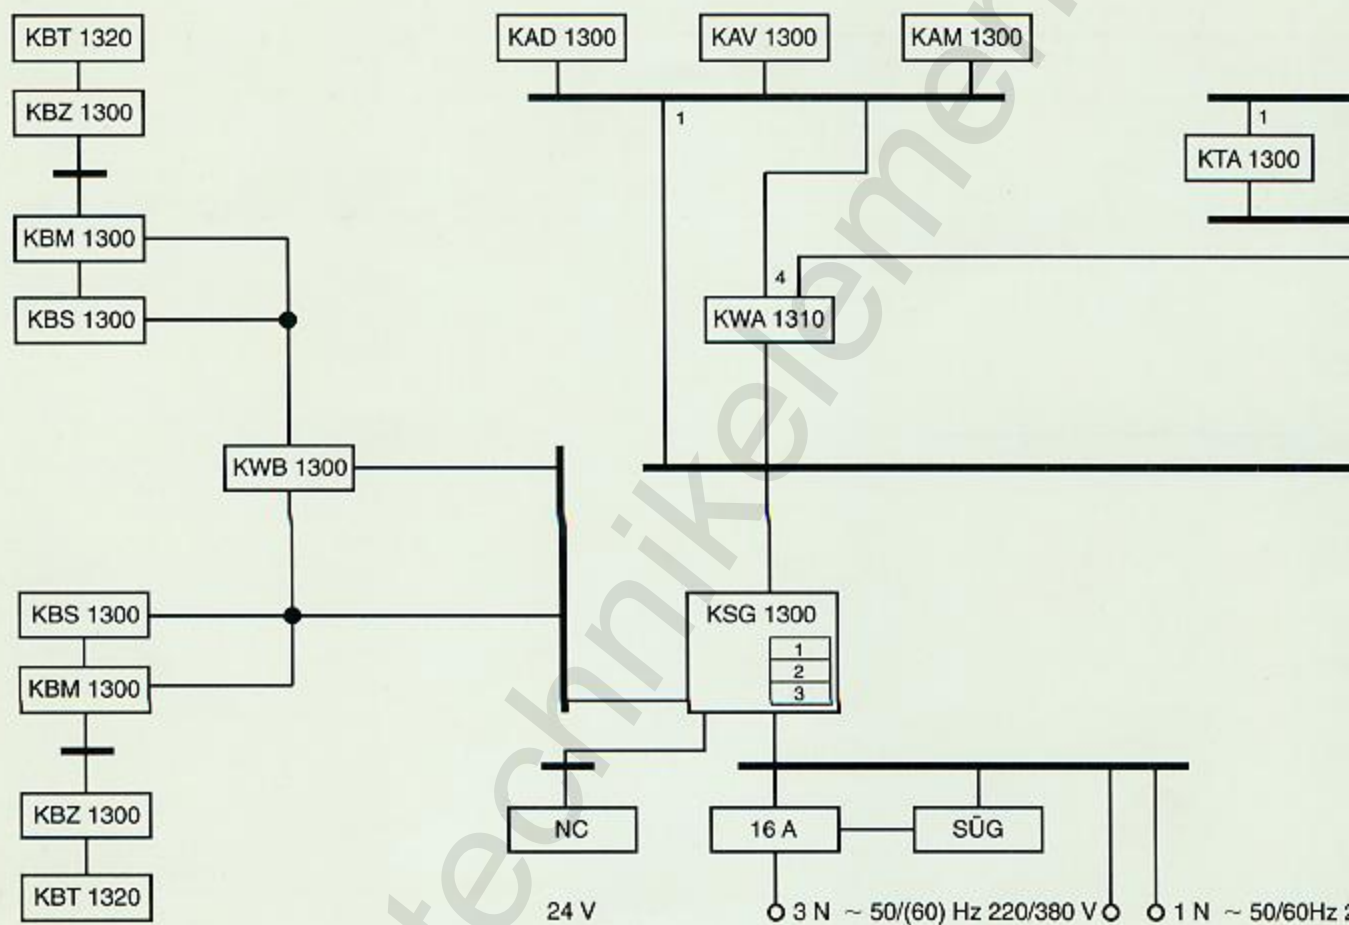 KBT 1320
KAD 1300
KAV 1300
KAM 1300
KBZ 1300
1
1
KTA 1300
KBM 1300
4
KBS 1300
KWA 1310
KWB 1300
KBS 1300
KSG 1300
1
2
3
KBM 1300
KBZ 1300
NC
16 A
SÜG
KBT 1320
24 V
3 N ~ 50/(60) Hz 220/380 V
1 N ~ 50/60Hz 2
technikelemen